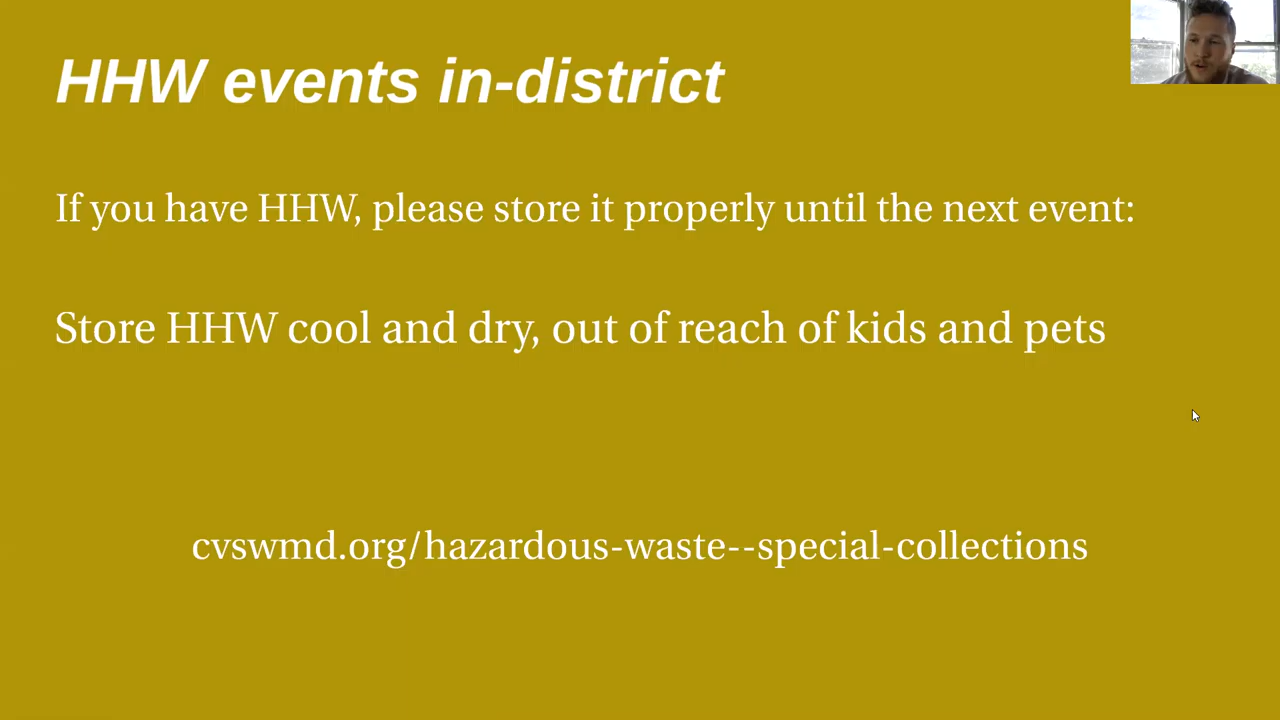 HHW events in-district
If you have HHW, please store it properly until the next event:
Store HHW cool and dry, out of reach of kids and pets
cvswmd.org/hazardous-waste--special-collections